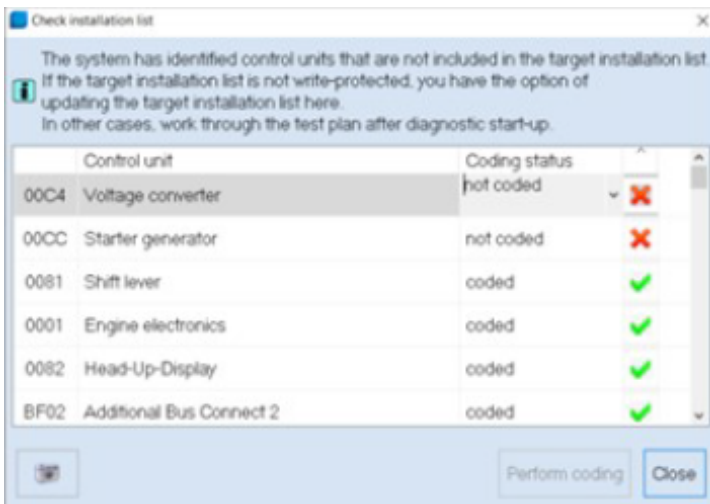 Check installation list
The system has identified control units that are not included in the target installation list.
If the target installation list is not write-protected, you have the option of
updating the target installation list here.
In other cases, work through the test plan after diagnostic start-up.
Control unit Coding status
00C4 Voltage converter not coded
00CC Starter generator not coded
0081 Shift lever coded
0001 Engine electronics coded
0082 Head-Up-Display coded
BF02 Additional Bus Connect 2 coded
Perform coding Close